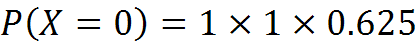 P(X = 0) = 1 × 1 × 0.625